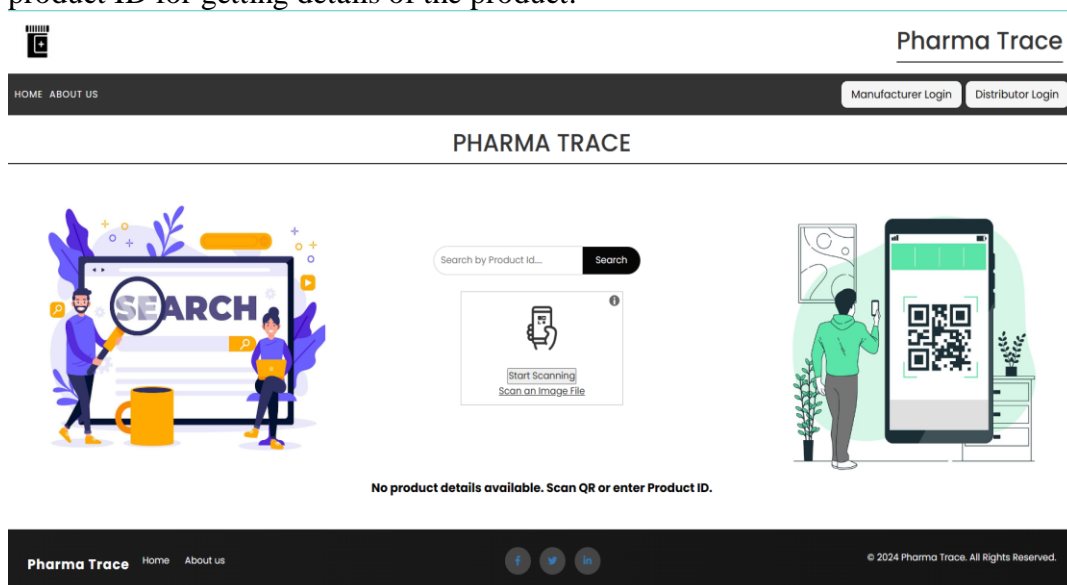 product ID for getting details of the product.
Pharma Trace
HOME ABOUT US
Manufacturer Login Distributor Login
PHARMA TRACE
SEARCH
Search by Product Id....
Search
Start Scanning
Scan an Image File
No product details available. Scan QR or enter Product ID.
Pharma Trace Home About us
© 2024 Pharma Trace. All Rights Reserved.